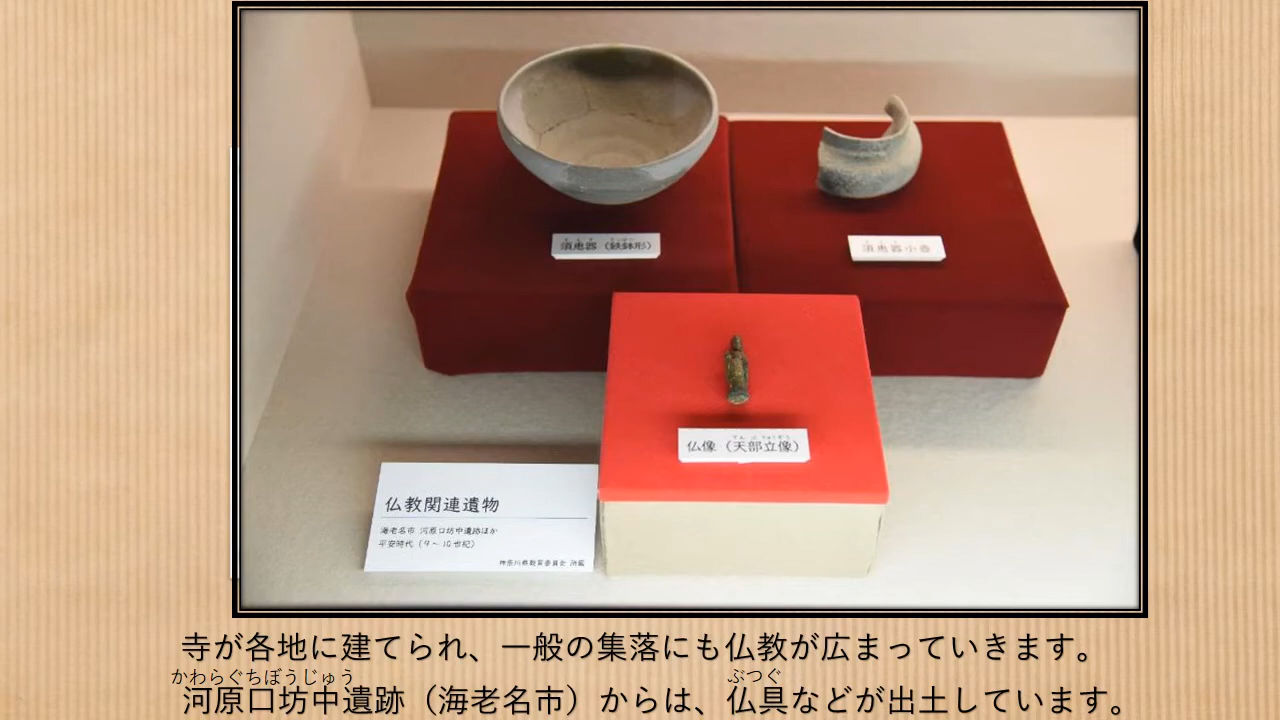 須恵器（鉄鉢形）
須恵器小壺
仏像（天部立像）
仏教関連遺物
海老名市 河原口坊中遺跡ほか
平安時代（9～10世紀）
神奈川県教育委員会 所蔵
寺が各地に建てられ、一般の集落にも仏教が広まっていきます。
かわらぐちぼうじゅう ぶつぐ
河原口坊中遺跡（海老名市）からは、仏具などが出土しています。